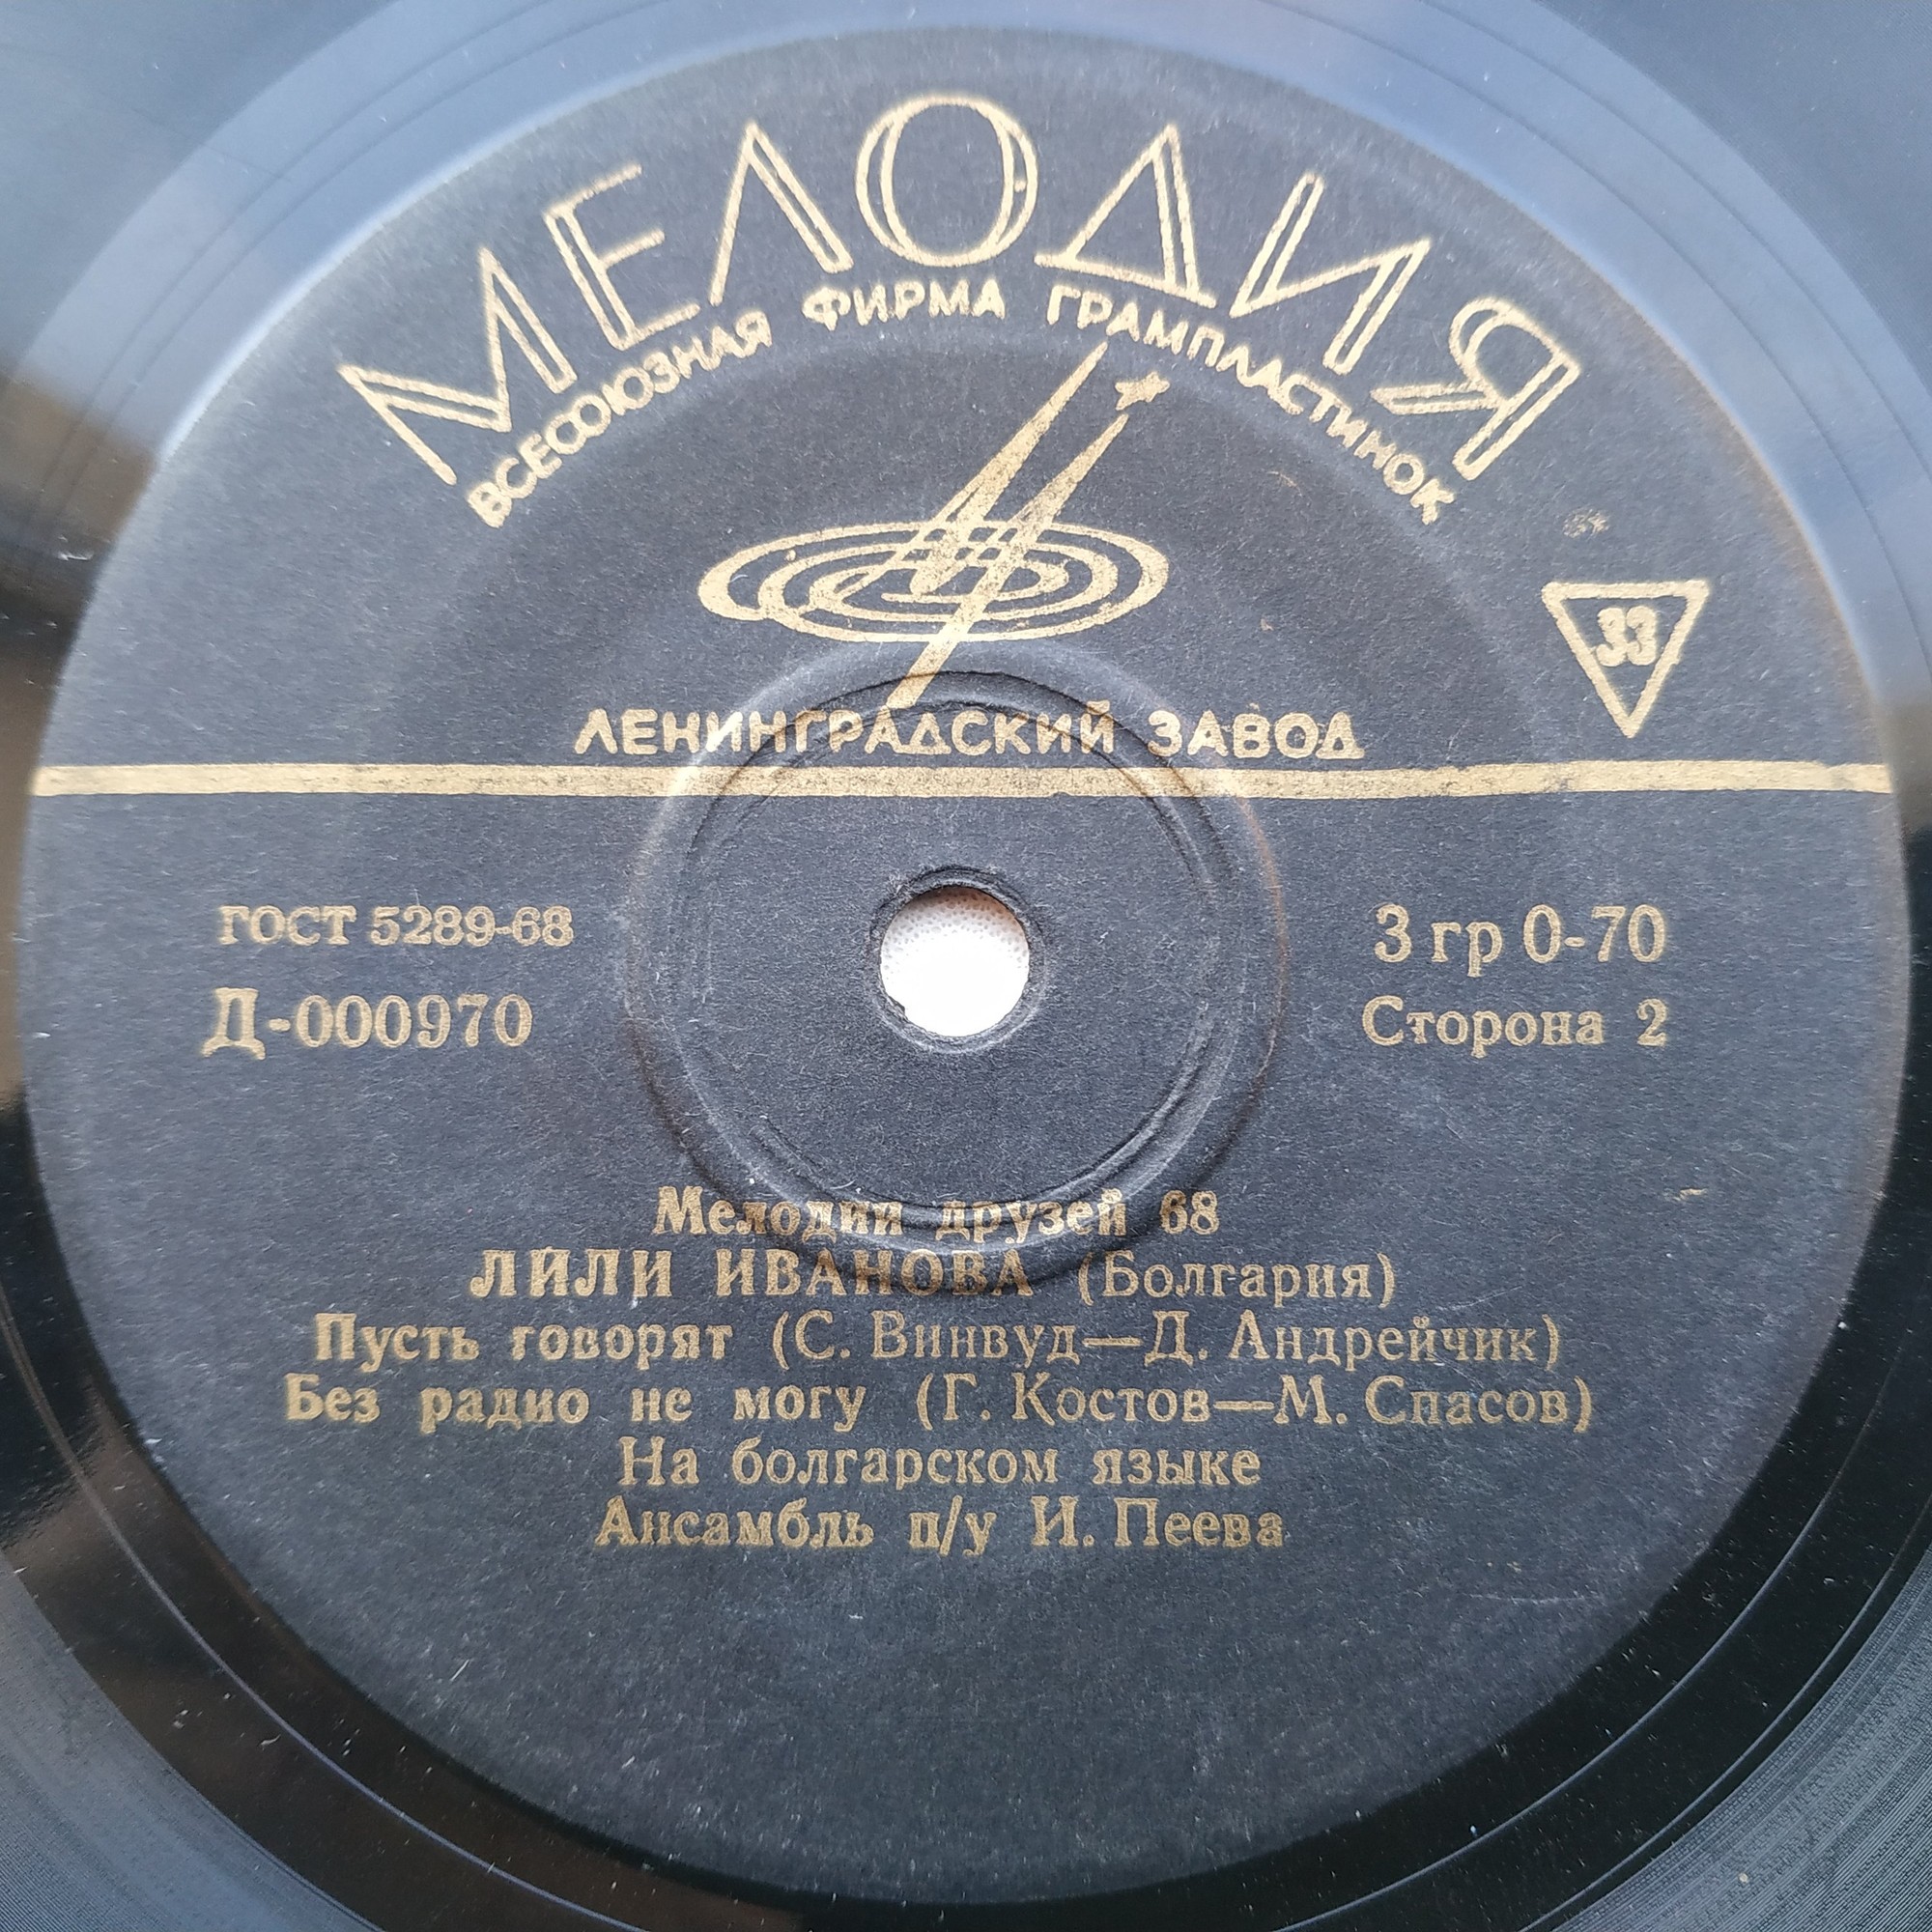 МЕЛОДИЯ
ВСЕСОЮЗНАЯ ФИРМА ГРАМПЛАСТИНОК
33
ЛЕНИНГРАДСКИЙ ЗАВОД
ГОСТ 5289-68
3 гр 0-70
Д-000970
Сторона 2
Мелодии друзей 68
ЛИЛИ ИВАНОВА (Болгария)
Пусть говорят (С. Винвуд—Д. Андрейчик)
Без радио не могу (Г. Костов—М. Спасов)
На болгарском языке
Ансамбль п/у И. Пеева